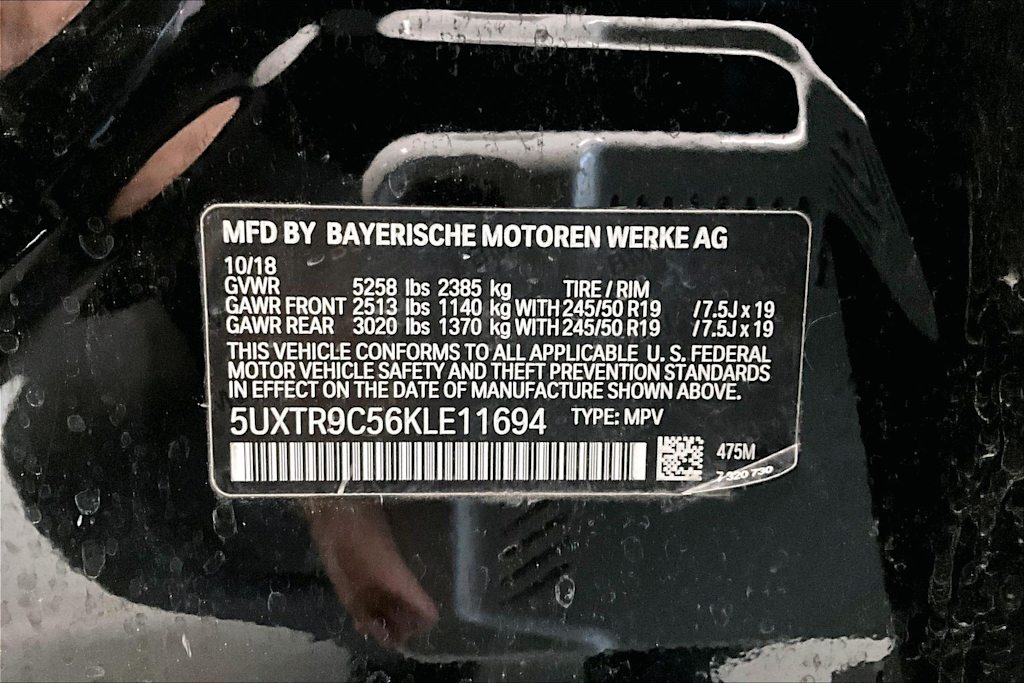 MFD BY BAYERISCHE MOTOREN WERKE AG
10/18
GVWR 5258 lbs 2385 kg TIRE / RIM
GAWR FRONT 2513 lbs 1140 kg WITH 245/50 R19 /7.5J x 19
GAWR REAR 3020 lbs 1370 kg WITH 245/50 R19 /7.5J x 19
THIS VEHICLE CONFORMS TO ALL APPLICABLE U. S. FEDERAL
MOTOR VEHICLE SAFETY AND THEFT PREVENTION STANDARDS
IN EFFECT ON THE DATE OF MANUFACTURE SHOWN ABOVE.
5UXTR9C56KLE11694 TYPE: MPV
475M
7 320 730